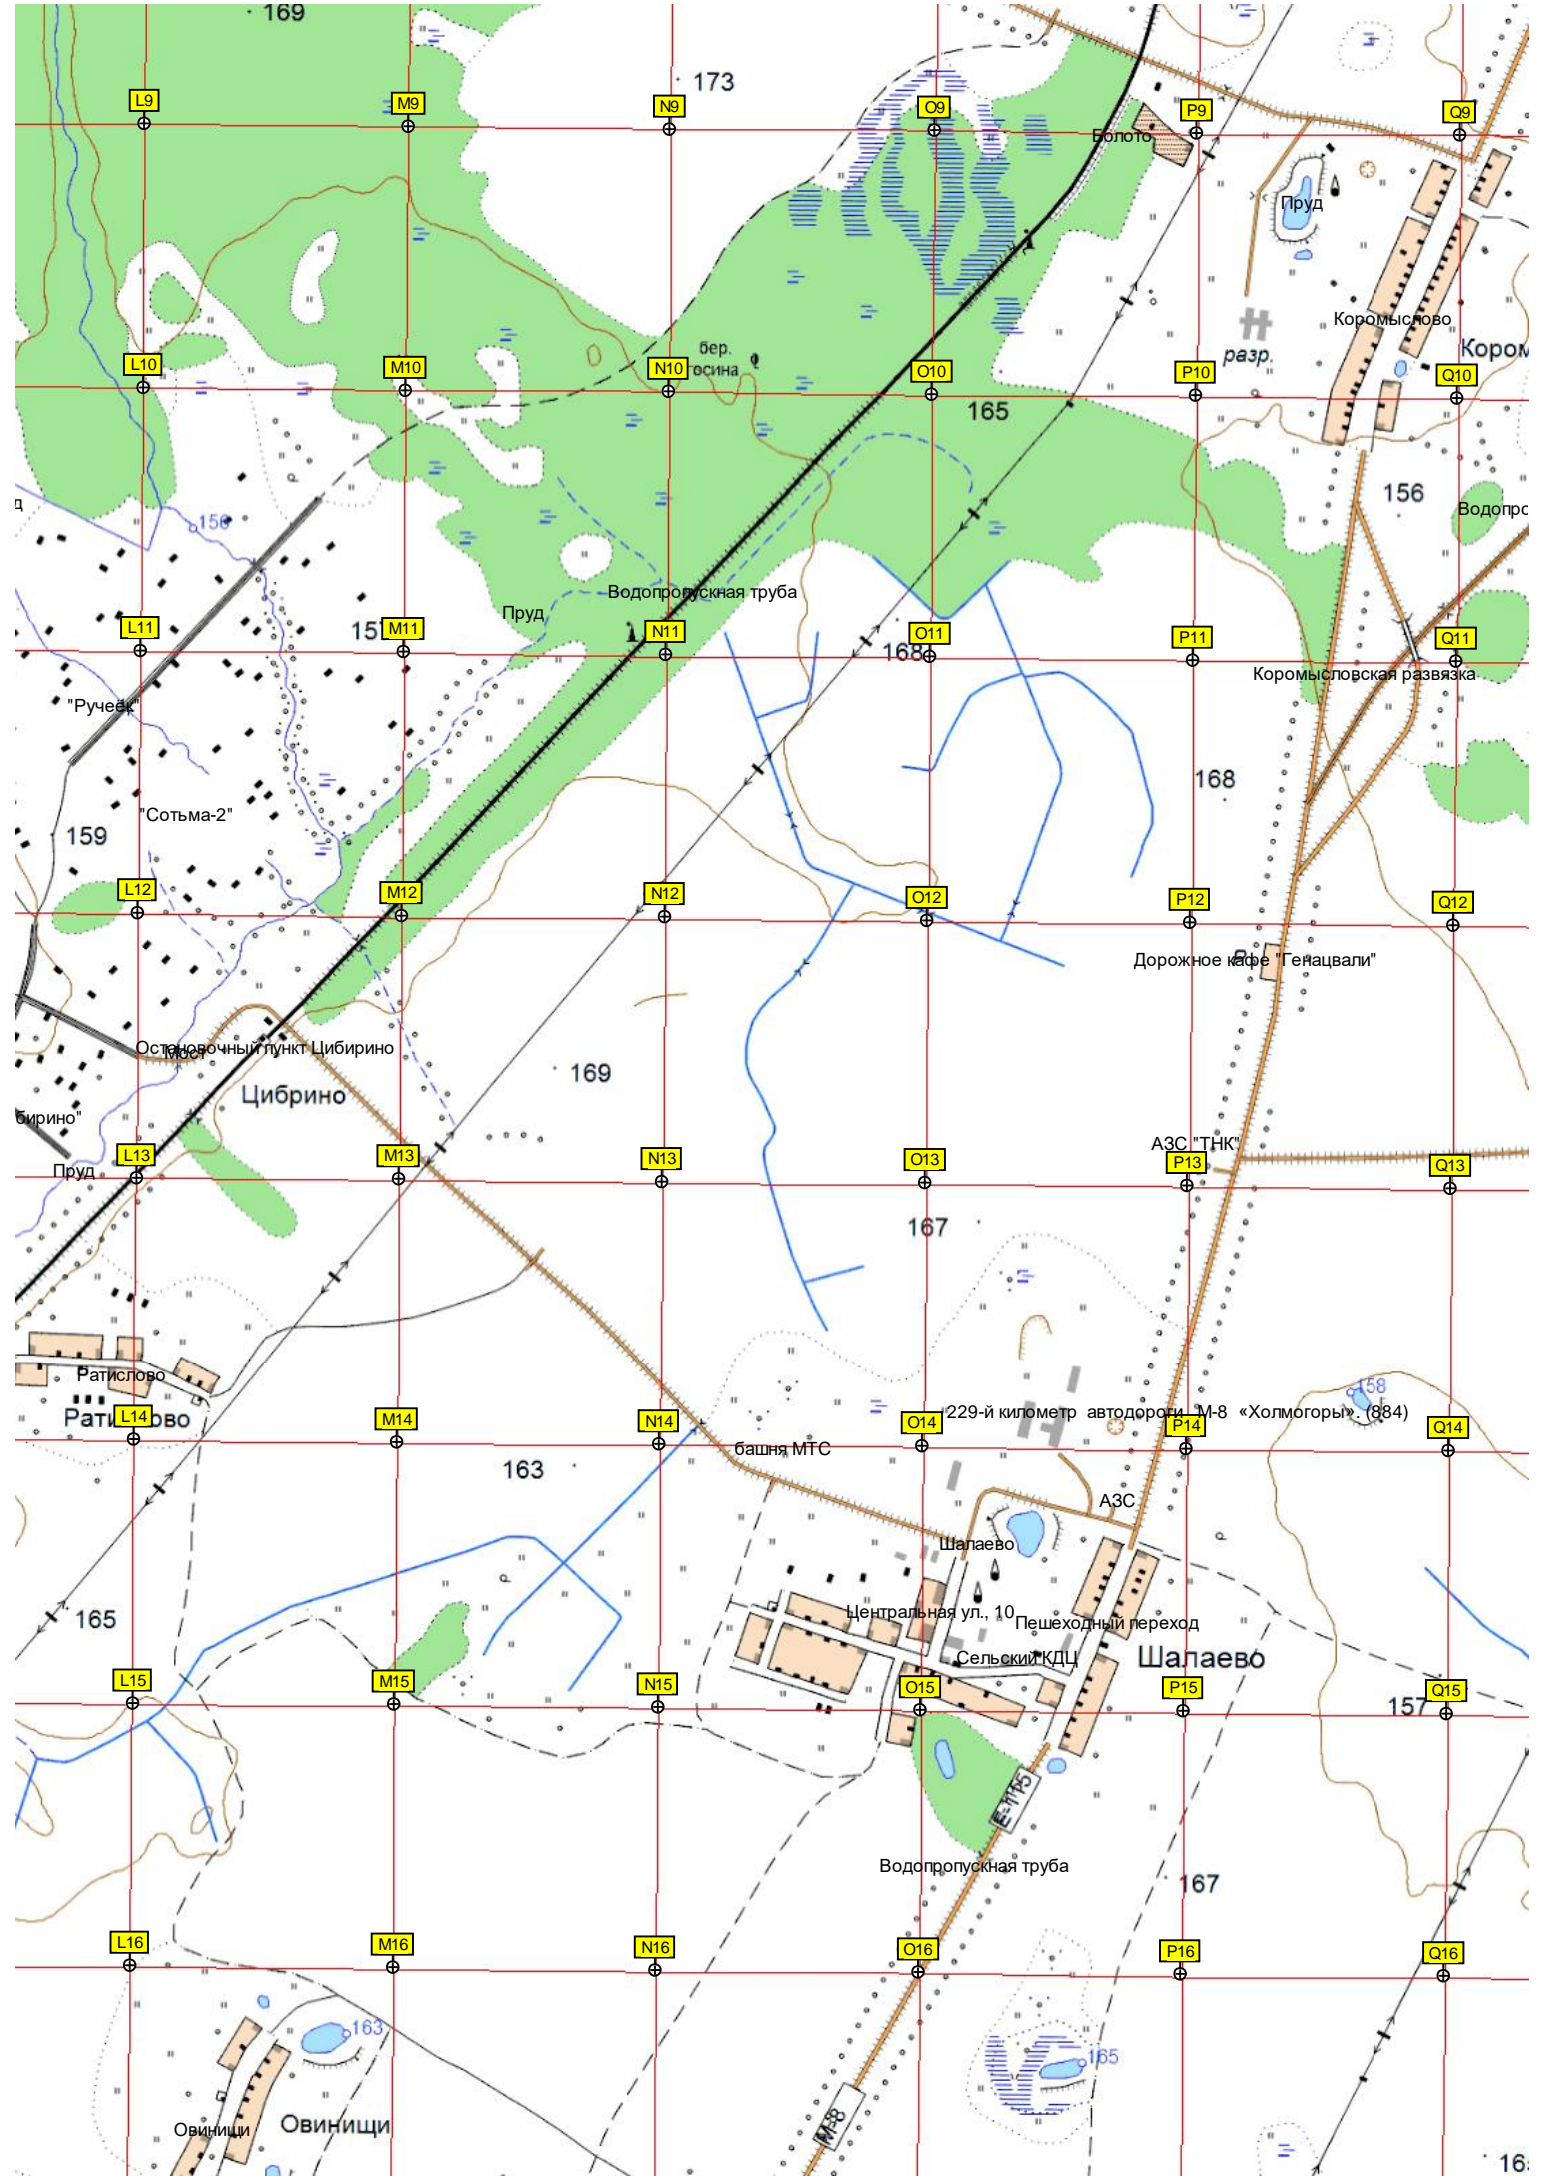 169
173
L9
M9
N9
O9
P9
Q9
Болото
Пруд
Коромыслово
Кором
бер.
осина
разр.
L10
M10
N10
O10
P10
Q10
165
156
д
Водопро
Водопропускная труба
Пруд
L11
M11
N11
O11
P11
Q11
168
Коромысловская развязка
"Ручеёк"
168
"Сотьма-2"
159
L12
M12
N12
O12
P12
Q12
Дорожное кафе "Генацвали"
Остановочный пункт Цибирино
Мост
169
Цибрино
бирино"
АЗС "ТНК"
Пруд
L13
M13
N13
O13
P13
Q13
167
Ратислово
158
229-й километр автодороги М-8 «Холмогоры». (884)
L14
M14
N14
O14
P14
Q14
башня МТС
163
АЗС
Шалаево
Центральная ул., 10
Пешеходный переход
165
Сельский КДЦ
Шалаево
L15
M15
N15
O15
P15
Q15
157
Водопропускная труба
167
L16
M16
N16
O16
P16
Q16
163
165
М-8
Овинищи
Овинищи